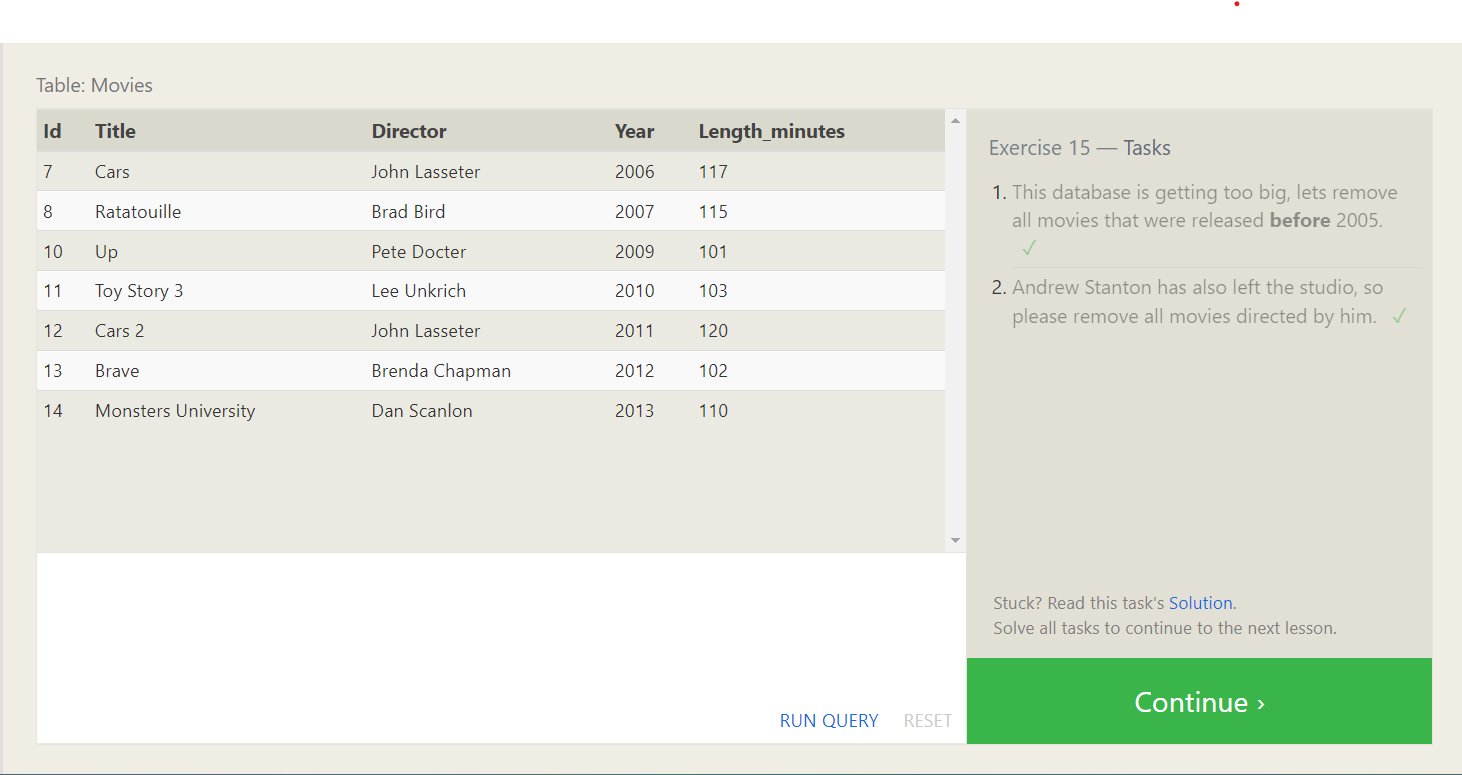 Table: Movies
Id Title Director Year Length_minutes
7 Cars John Lasseter 2006 117
8 Ratatouille Brad Bird 2007 115
10 Up Pete Docter 2009 101
11 Toy Story 3 Lee Unkrich 2010 103
12 Cars 2 John Lasseter 2011 120
13 Brave Brenda Chapman 2012 102
14 Monsters University Dan Scanlon 2013 110
RUN QUERY RESET
Exercise 15 — Tasks
1. This database is getting too big, lets remove
all movies that were released before 2005.
✓
2. Andrew Stanton has also left the studio, so
please remove all movies directed by him. ✓
Stuck? Read this task's Solution.
Solve all tasks to continue to the next lesson.
Continue ›